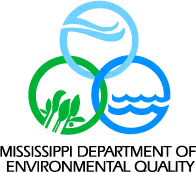 MISSISSIPPI DEPARTMENT OF
ENVIRONMENTAL QUALITY